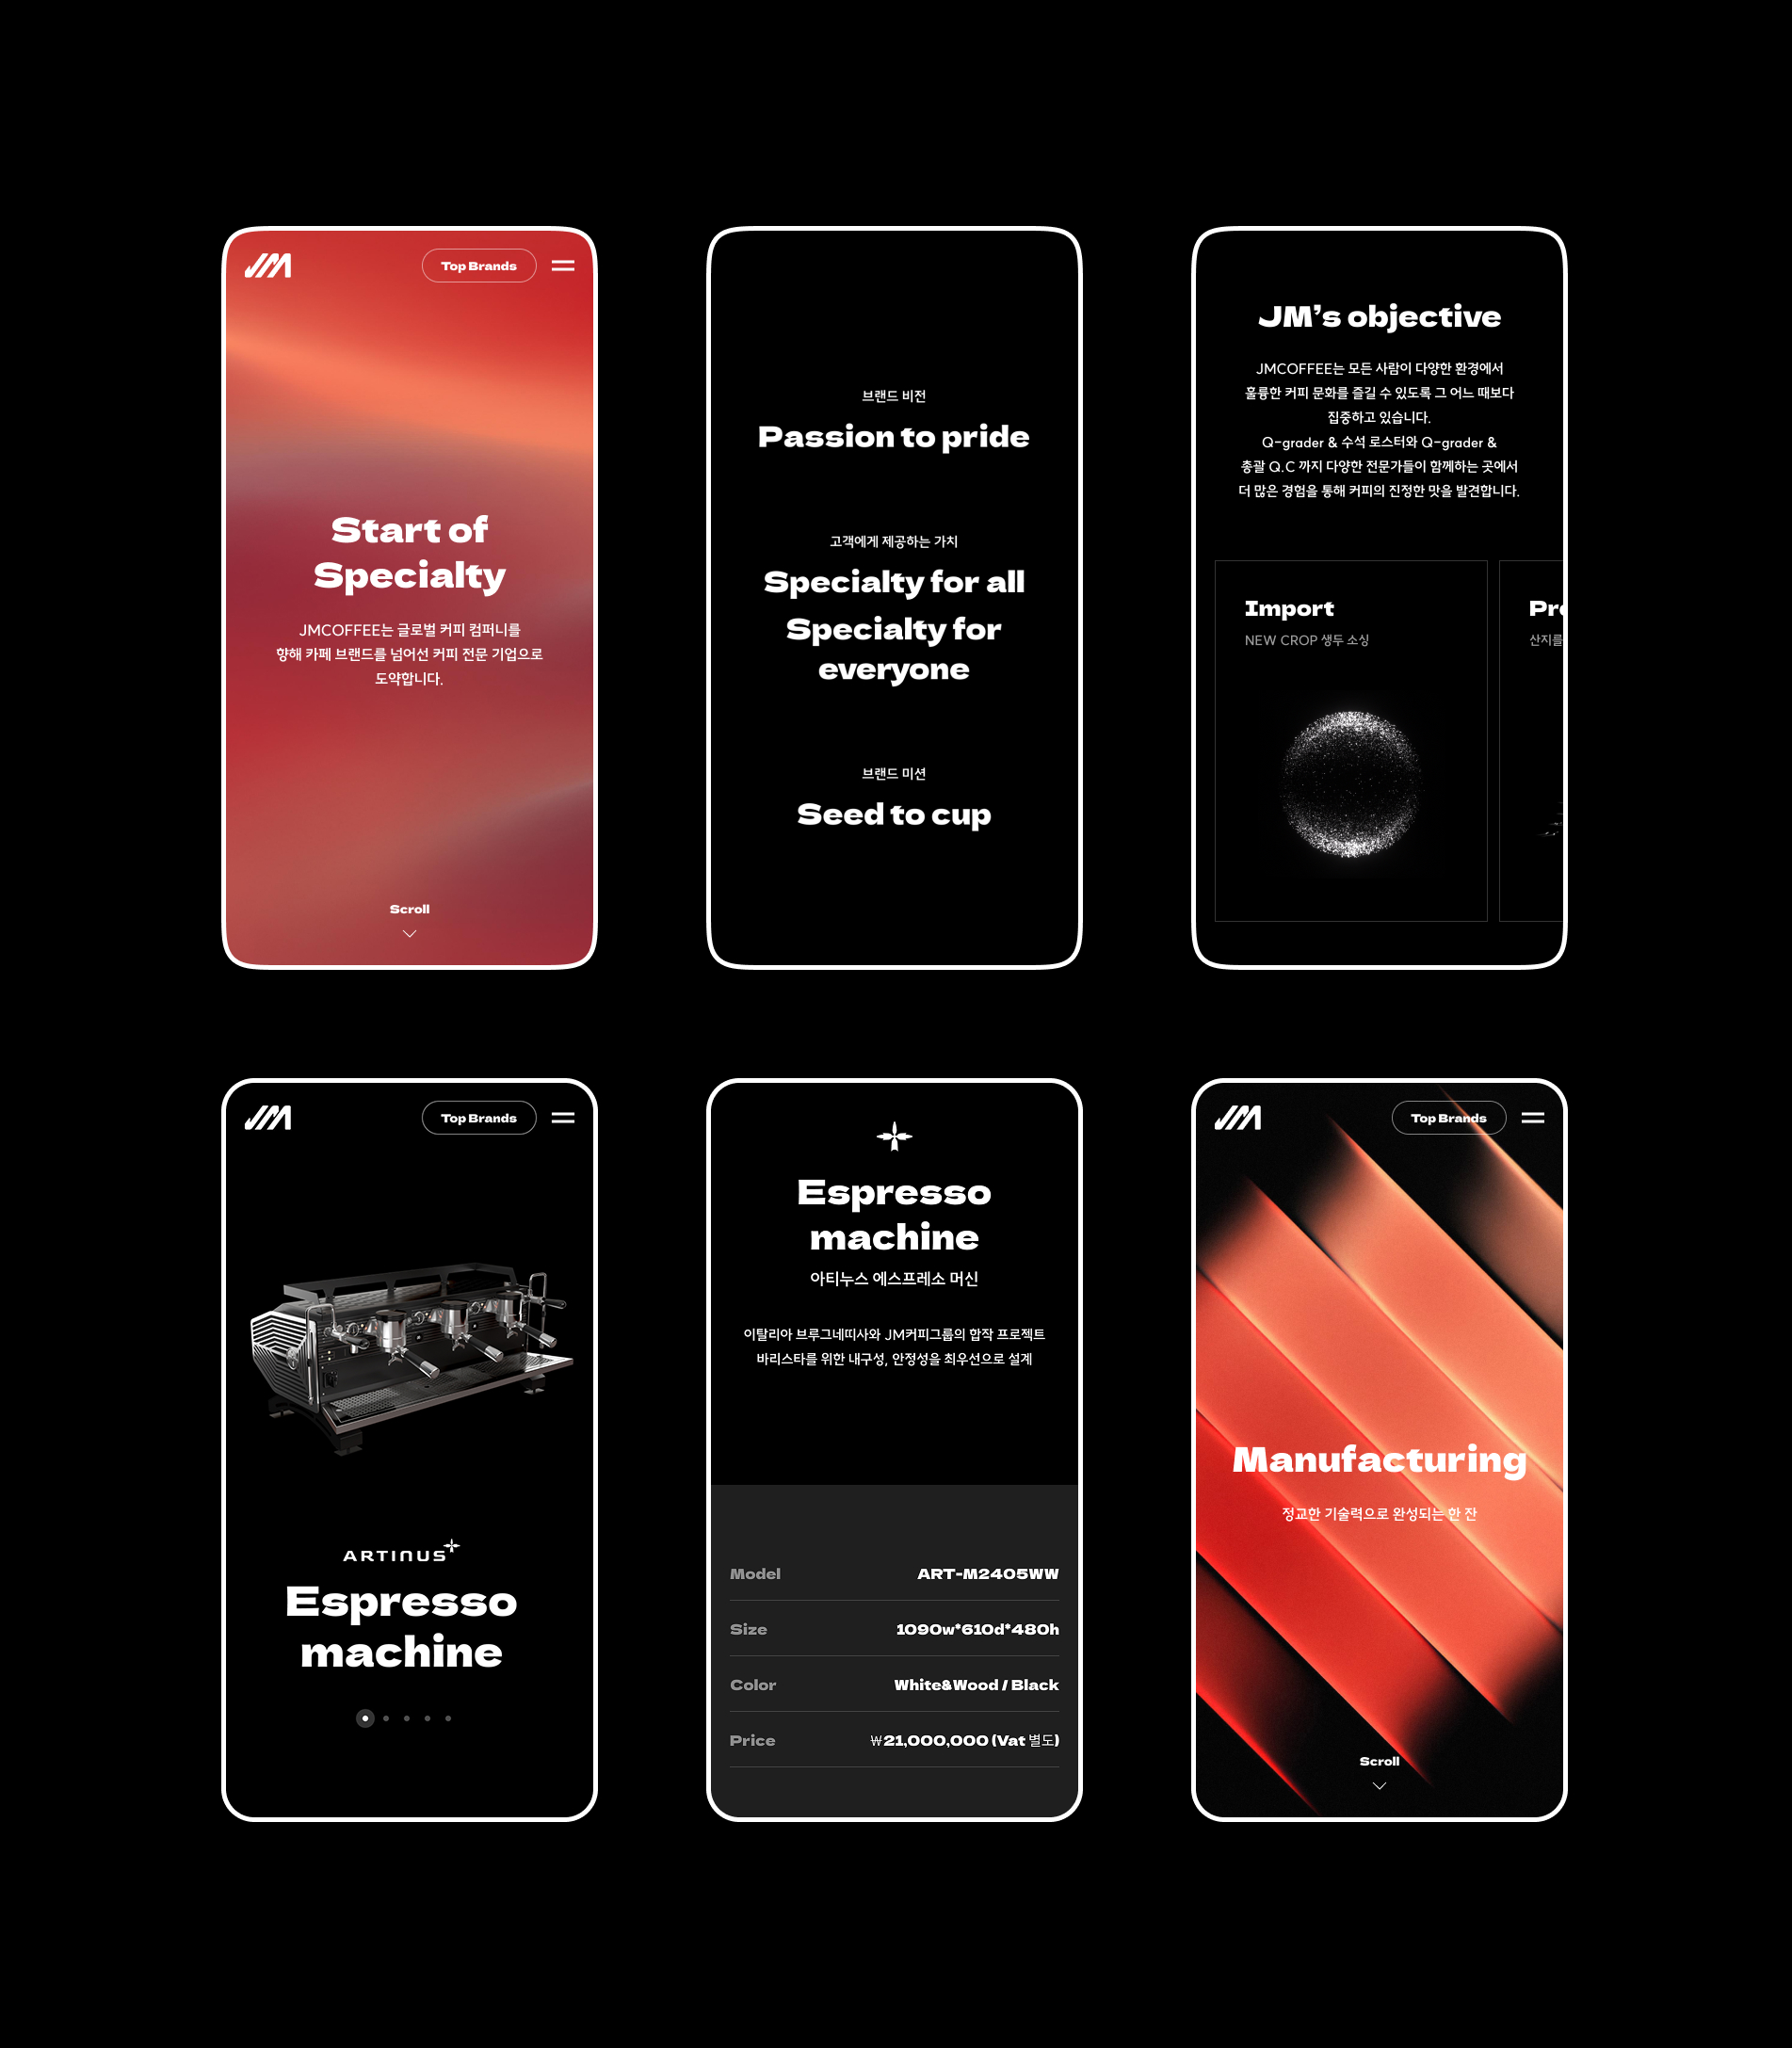 JM
Top Brands
Start of
Specialty
JMCOFFEE는 글로벌 커피 컴퍼니를
향해 카페 브랜드를 넘어선 커피 전문 기업으로
도약합니다.
Scroll
브랜드 비전
Passion to pride
고객에게 제공하는 가치
Specialty for all
Specialty for
everyone
브랜드 미션
Seed to cup
JM's objective
JMCOFFEE는 모든 사람이 다양한 환경에서
훌륭한 커피 문화를 즐길 수 있도록 그 어느 때보다
집중하고 있습니다.
Q-grader & 수석 로스터와 Q-grader &
총괄 Q.C 까지 다양한 전문가들이 함께하는 곳에서
더 많은 경험을 통해 커피의 진정한 맛을 발견합니다.
Import
NEW CROP 생두 소싱
산지를
JM
Top Brands
ARTINUS
Espresso
machine
Espresso
machine
아티누스 에스프레소 머신
이탈리아 브루그네띠사와 JM커피그룹의 합작 프로젝트
바리스타를 위한 내구성, 안정성을 최우선으로 설계
Model ART-M2405WW
Size 1090w*610d*480h
Color White&Wood / Black
Price ₩21,000,000 (Vat 별도)
JM
Top Brands
Manufacturing
정교한 기술력으로 완성되는 한 잔
Scroll